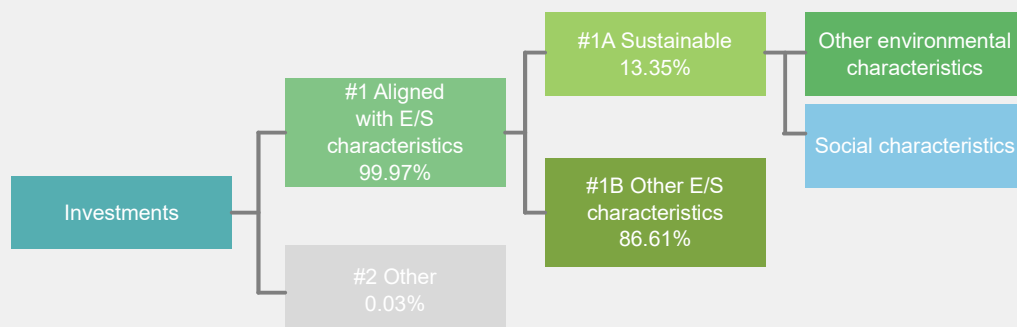 Investments
#1 Aligned
with E/S
characteristics
99.97%
#2 Other
0.03%
#1A Sustainable
13.35%
#1B Other E/S
characteristics
86.61%
Other environmental
characteristics
Social characteristics